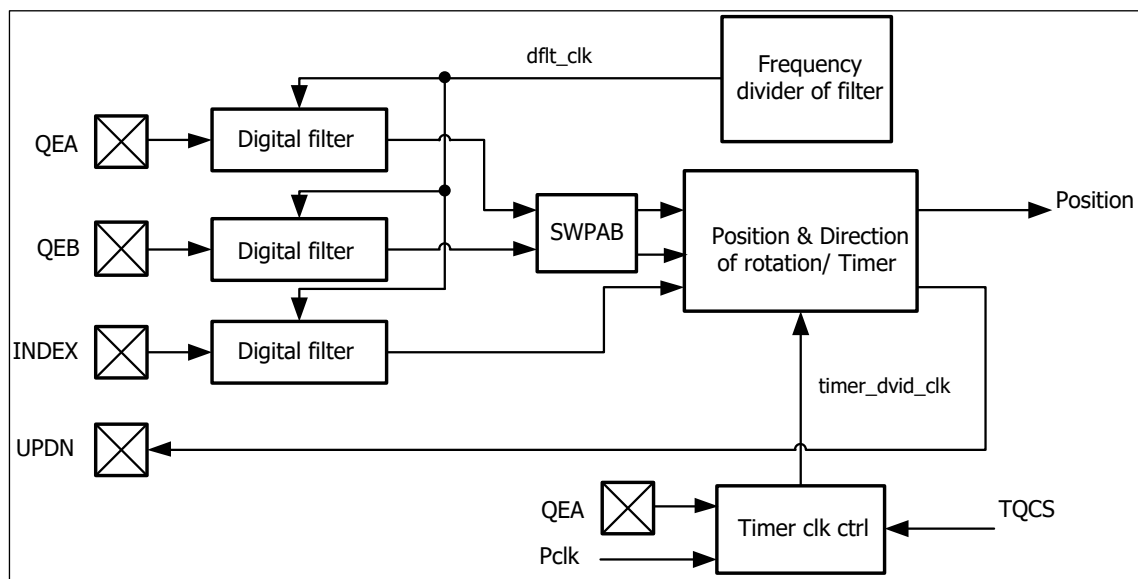 dflt_clk
Frequency
divider of filter
QEA
Digital filter
QEB
Digital filter
SWPAB
Position & Direction
of rotation/ Timer
Position
INDEX
Digital filter
timer_dvid_clk
UPDN
QEA
Timer clk ctrl
TQCS
Pclk